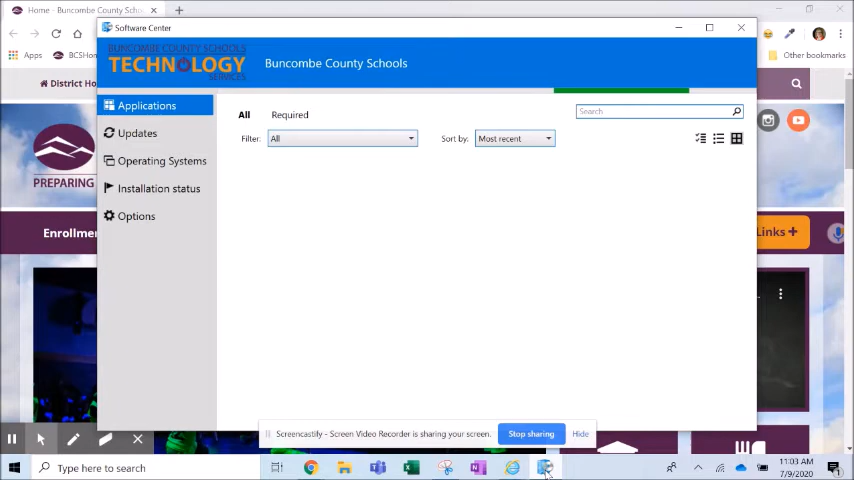 Home - Buncombe County Scho
Software Center
Apps
BCSHom
Other bookmarks
BUNCOMBE COUNTY SCHOOLS
TECHNOLOGY
SERVICES
Buncombe County Schools
District Ho
Applications
All
Required
Search
Updates
Filter:
All
Sort by:
Most recent
Operating Systems
PREPARING
Installation status
Options
Enrollme
Links +
Screencastify - Screen Video Recorder is sharing your screen.
Stop sharing
Hide
Type here to search
11:03 AM
7/9/2020